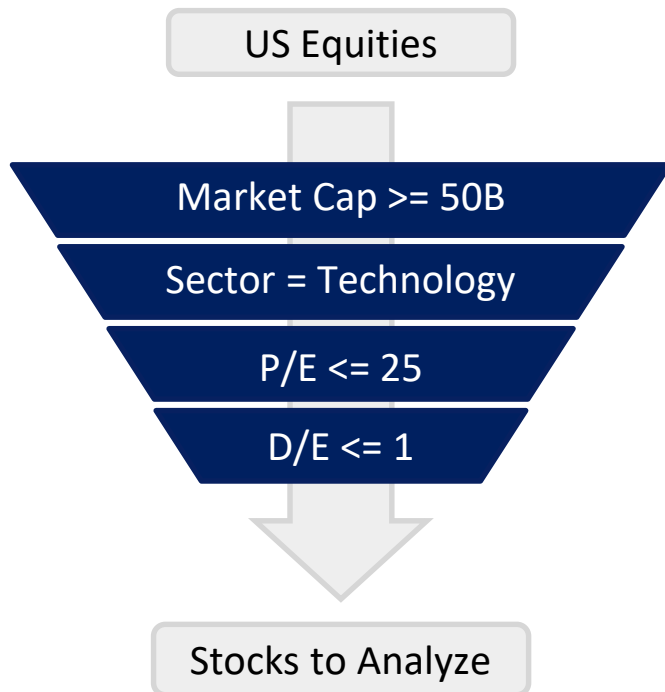 US Equities
Market Cap >= 50B
Sector = Technology
P/E <= 25
D/E <= 1
Stocks to Analyze